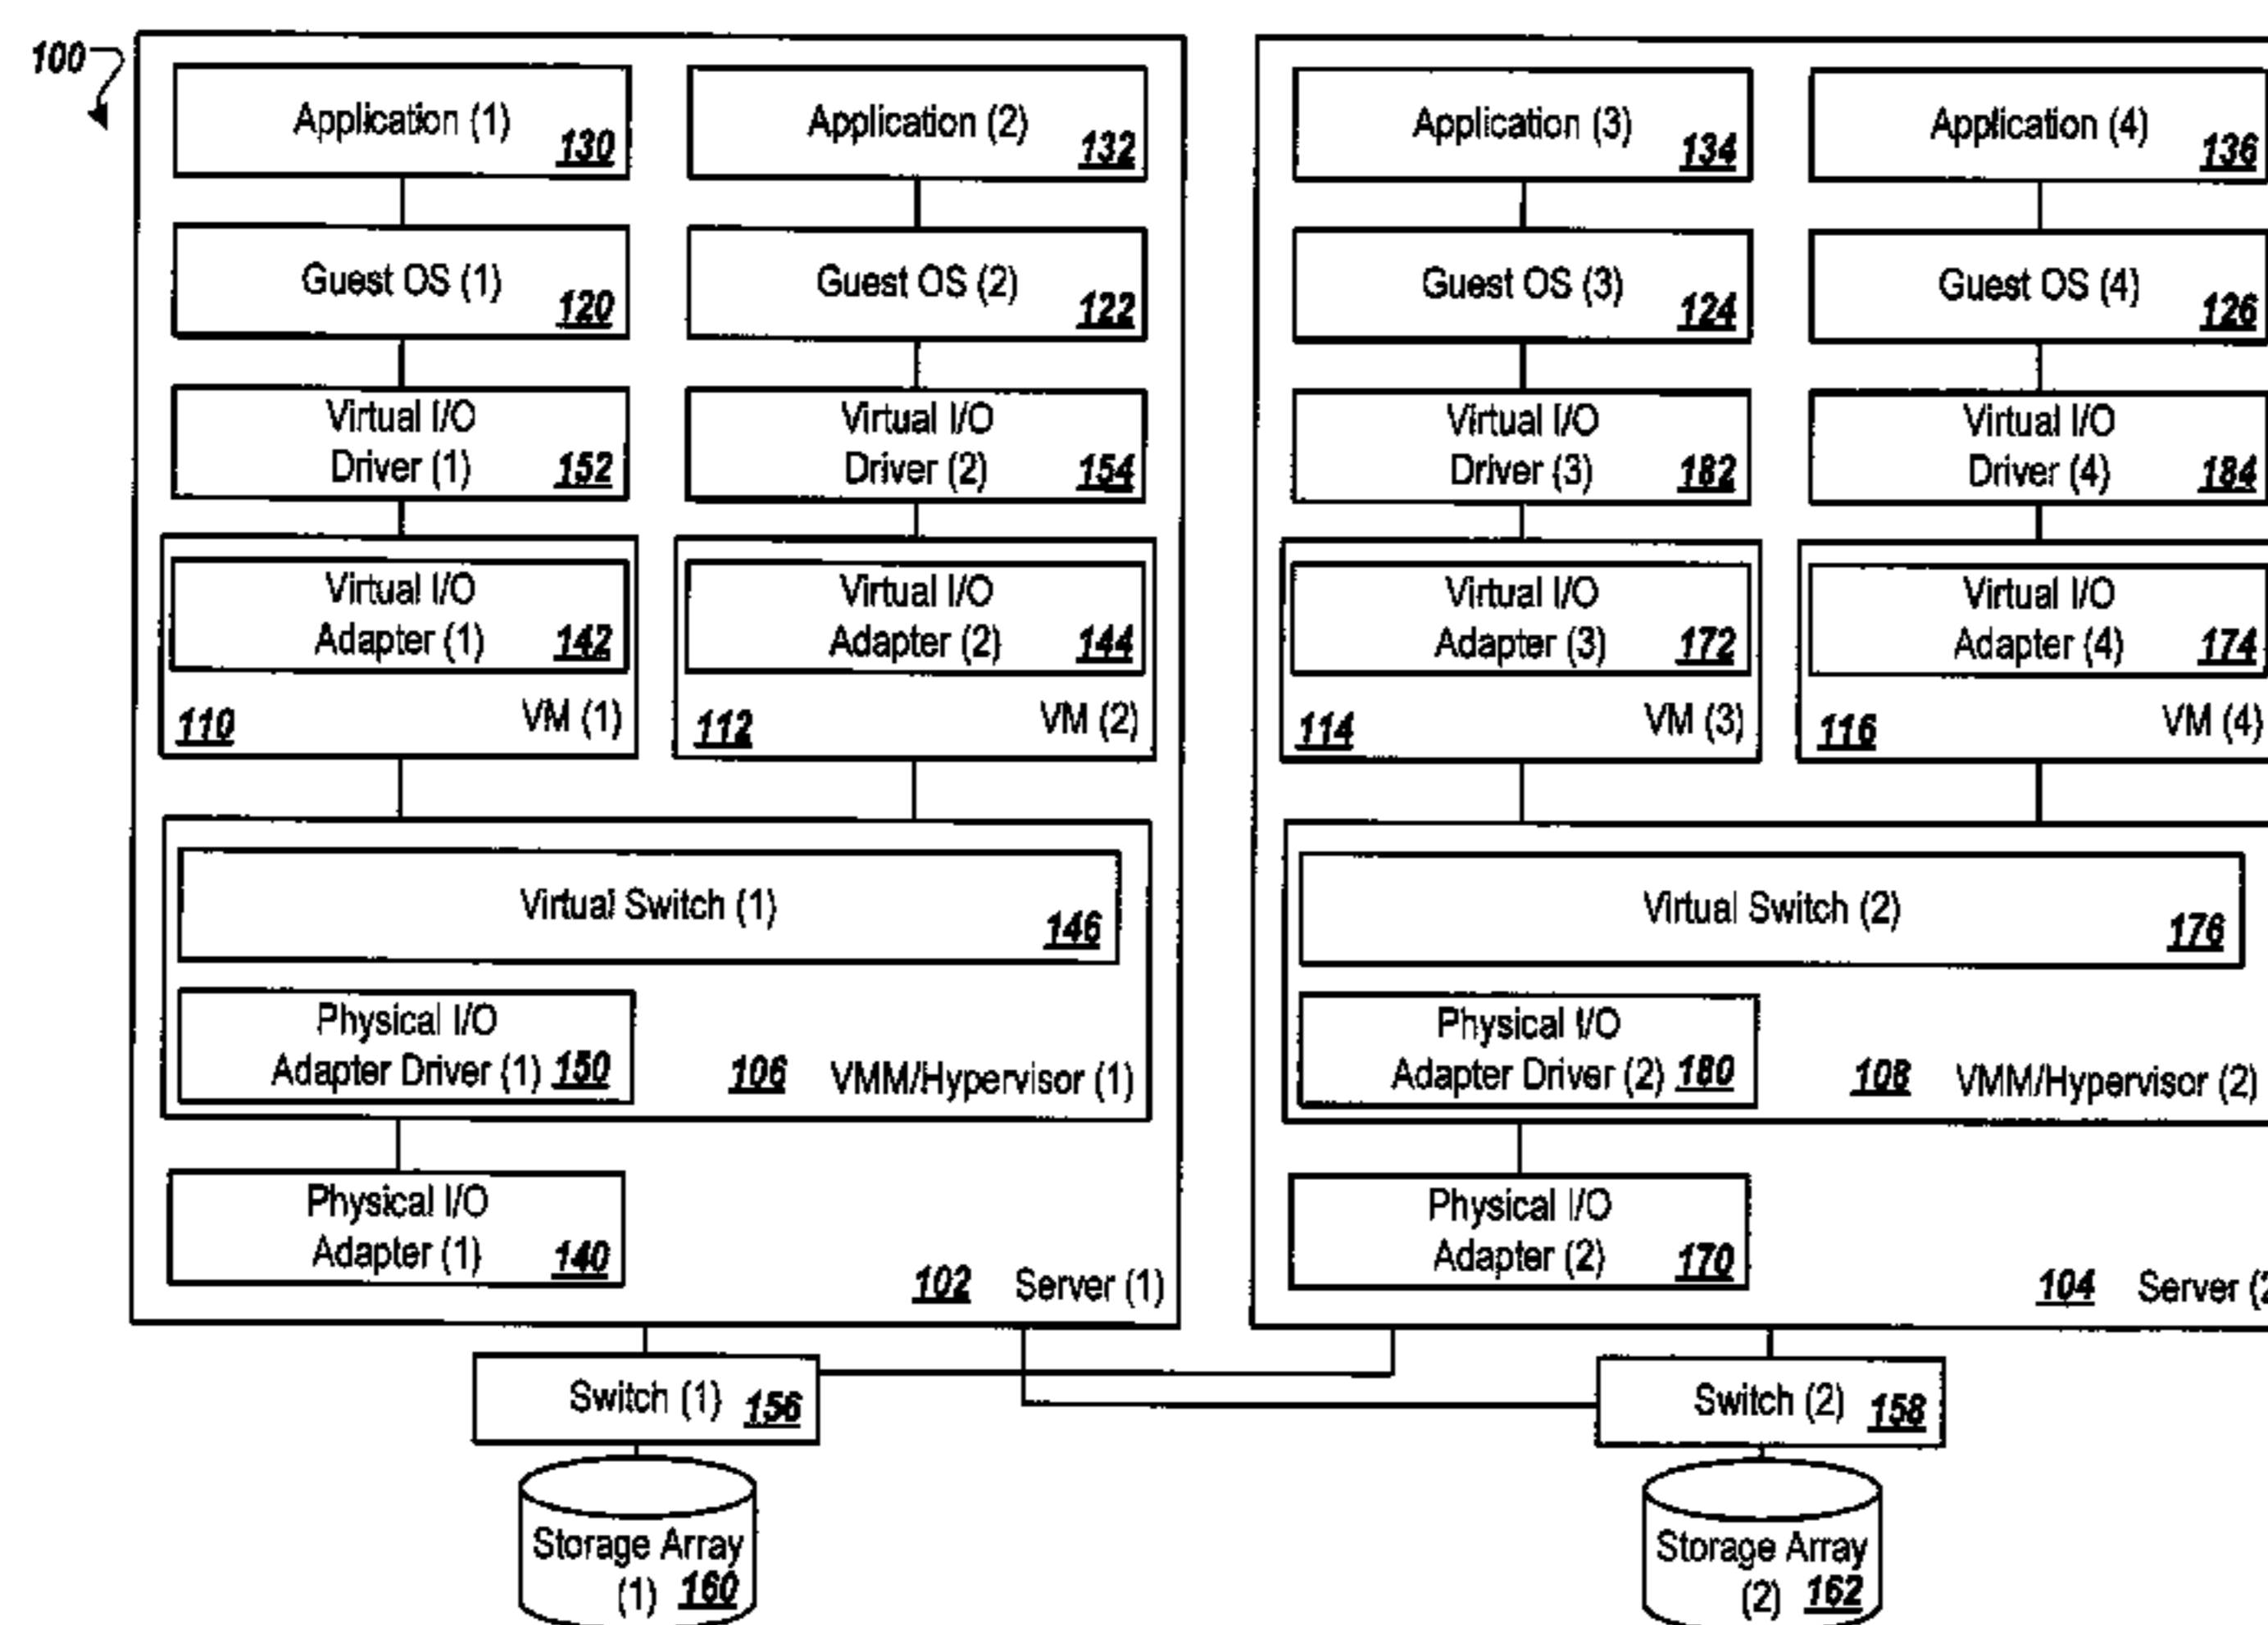 100
Application (1) 130
Guest OS (1) 120
Virtual I/O
Driver (1) 152
Virtual I/O
Adapter (1) 142
110 VM (1)
Application (2) 132
Guest OS (2) 122
Virtual I/O
Driver (2) 154
Virtual I/O
Adapter (2) 144
112 VM (2)
Virtual Switch (1) 146
Physical I/O
Adapter Driver (1) 150
106 VMM/Hypervisor (1)
Physical I/O
Adapter (1) 140
102 Server (1)
Application (3) 134
Guest OS (3) 124
Virtual I/O
Driver (3) 182
Virtual I/O
Adapter (3) 172
114 VM (3)
Application (4) 136
Guest OS (4) 126
Virtual I/O
Driver (4) 184
Virtual I/O
Adapter (4) 174
116 VM (4)
Virtual Switch (2) 176
Physical I/O
Adapter Driver (2) 180
108 VMM/Hypervisor (2)
Physical I/O
Adapter (2) 170
104 Server (2
Switch (1) 156
Switch (2) 158
Storage Array
(1) 160
Storage Array
(2) 162